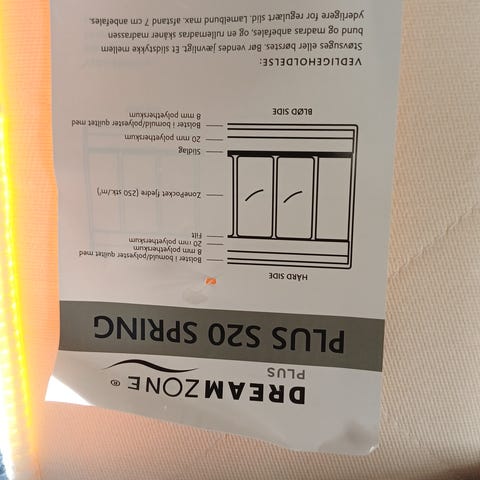 DREAMZONE®
PLUS
PLUS S20 SPRING
HÅRD SIDE
Bolster i bomuld/polyester quiltet med
8 mm polyetherskum
20 mm polyetherskum
Filt
ZonePocket fjedre (250 stk./m²)
Slidlag
20 mm polyetherskum
Bolster i bomuld/polyester quiltet med
8 mm polyetherskum
BLØD SIDE
VEDLIGEHOLDELSE:
Støvsuges eller børstes. Bør vendes jævnligt. Et slidstykke mellem
bund og madras anbefales, og en rullemadras skåner madrassen
yderligere for regulært slid. Lamelbund max. afstand 7 cm anbefales.